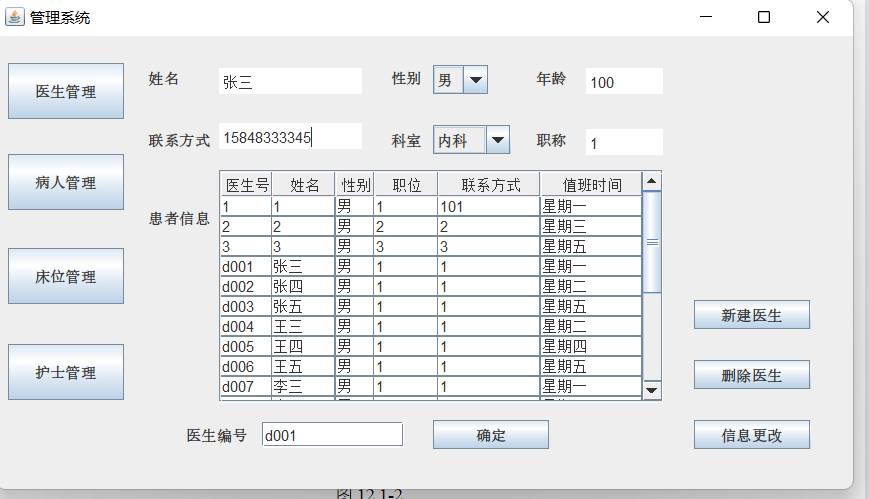 管理系统
医生管理 姓名 张三 性别 男 年龄 100
联系方式 15848333345 科室 内科 职称 1
病人管理
患者信息
床位管理
护士管理
医生号 姓名 性别 职位 联系方式 值班时间
1 1 男 1 101 星期一
2 2 男 2 2 星期三
3 3 男 3 3 星期五
d001 张三 男 1 1 星期一
d002 张四 男 1 1 星期二
d003 张五 男 1 1 星期五
d004 王三 男 1 1 星期二
d005 王四 男 1 1 星期四
d006 王五 男 1 1 星期五
d007 李三 男 1 1 星期一
新建医生
删除医生
医生编号 d001 确定 信息更改
图 12.1-2